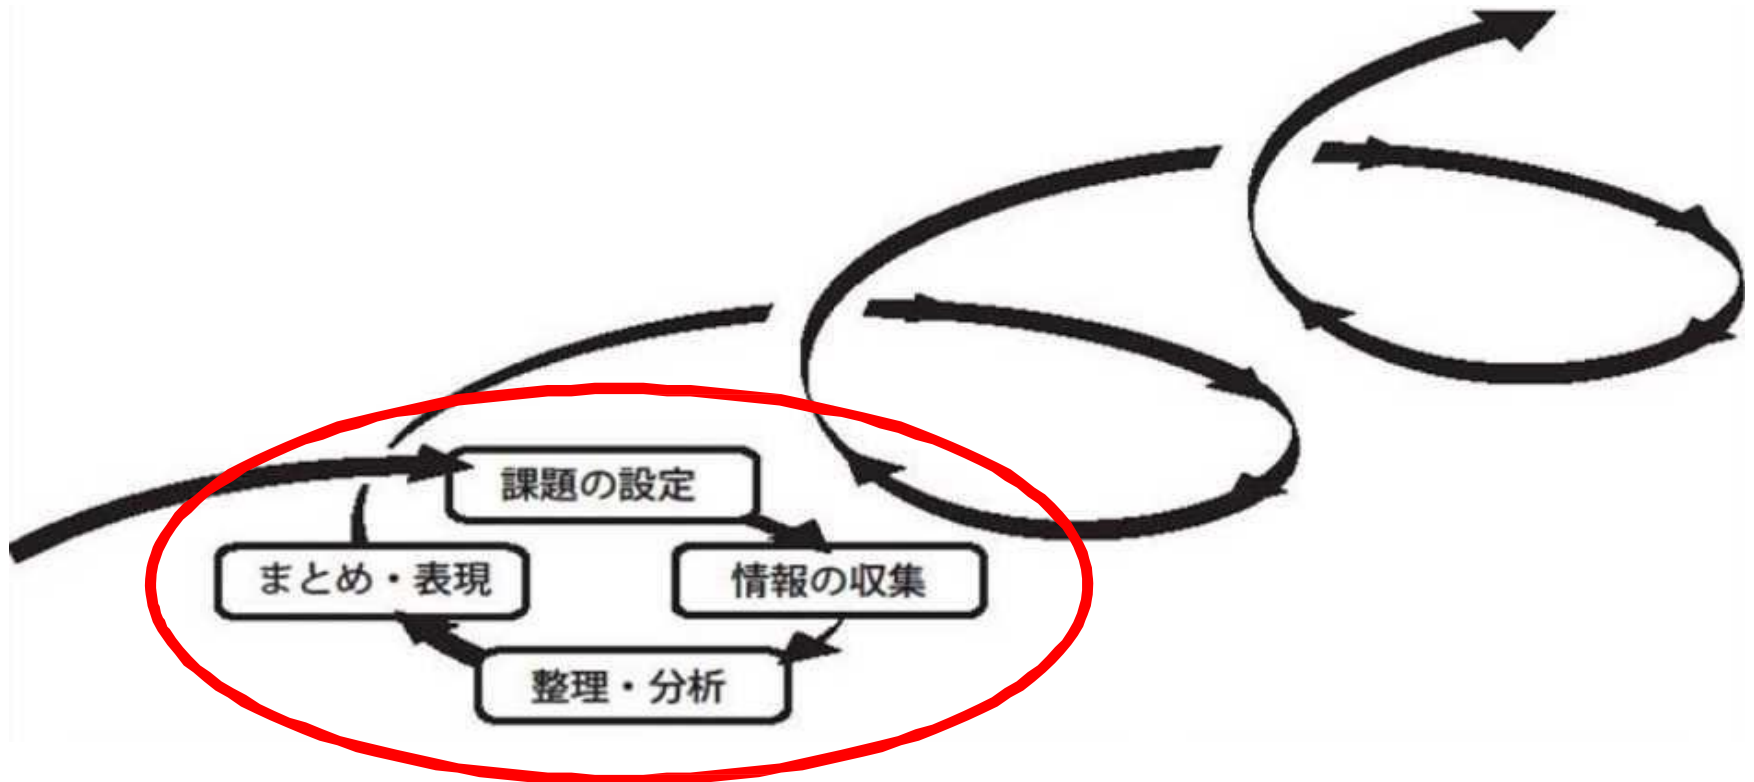 課題の設定
情報の収集
整理・分析
まとめ・表現